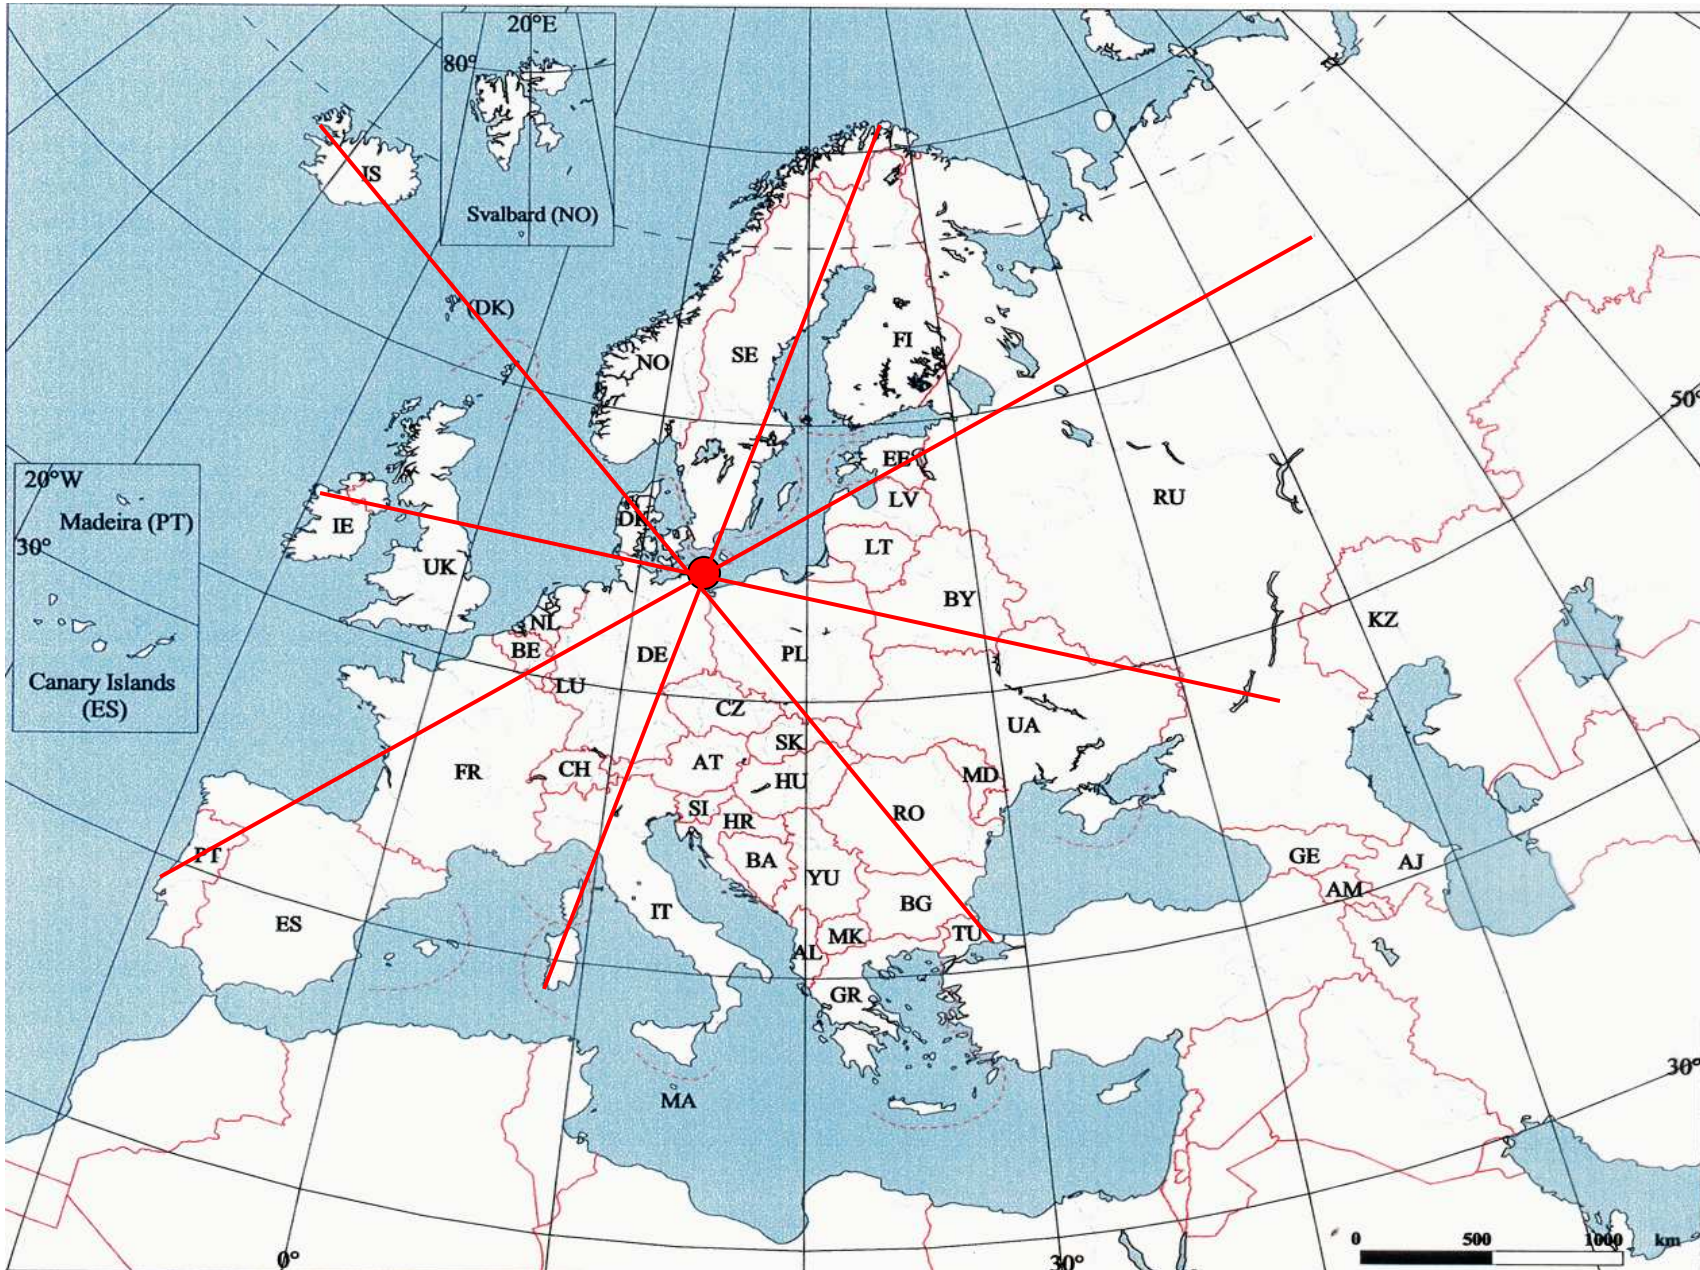 20°E
80°
Svalbard (NO)
IS
(DK)
NO
SE
FI
50°
20°W
Madeira (PT)
30°
Canary Islands
(ES)
IE
UK
DK
EE
LV
LT
RU
BY
KZ
NL
BE
LU
DE
PL
CZ
UA
SK
FR
CH
AT
HU
MD
SI
HR
RO
BA
YU
GE
AJ
AM
PT
ES
IT
BG
MK
TU
AL
GR
MA
30°
0°
30°
0 500 1000 km